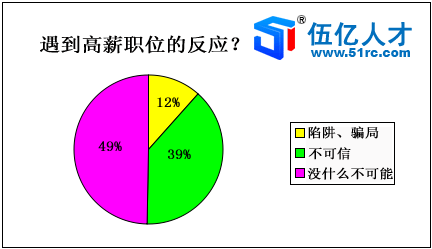 遇到高薪职位的反应？
51
®
伍亿人才
www.51rc.com
12%
49%
39%
陷阱、骗局
不可信
没什么不可能